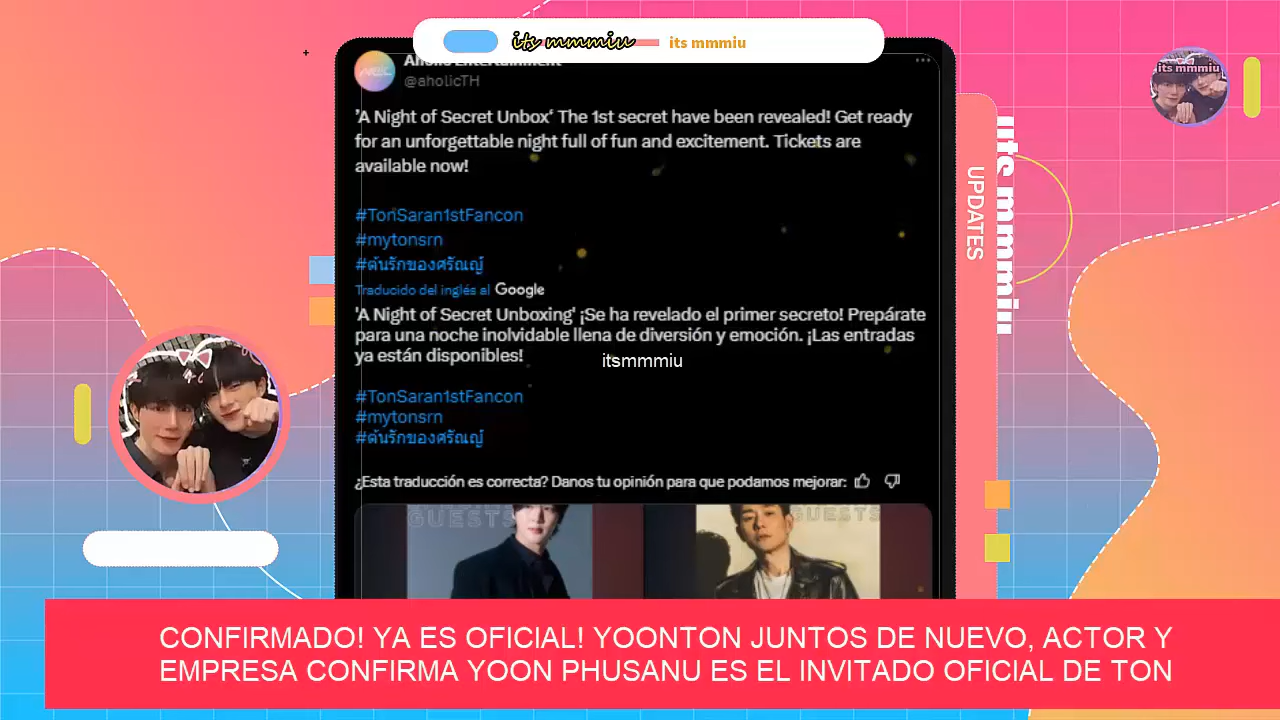 its mmmiu
its mmmiu
its mmmiu
Aholic Entertainment
@aholicTH
'A Night of Secret Unbox' The 1st secret have been revealed! Get ready
for an unforgettable night full of fun and excitement. Tickets are
available now!
#TonSaran1stFancon
#mytonsrn
#ต้นรักของศรัณญ์
Traducido del inglés al Google
'A Night of Secret Unboxing' ¡Se ha revelado el primer secreto! Prepárate
para una noche inolvidable llena de diversión y emoción. ¡Las entradas
ya están disponibles!
itsmmmiu
#TonSaran1stFancon
#mytonsrn
#ต้นรักของศรัณญ์
¿Esta traducción es correcta? Danos tu opinión para que podamos mejorar:
GUESTS
GUESTS
its mmmiu
UPDATES
CONFIRMADO! YA ES OFICIAL! YOONTON JUNTOS DE NUEVO, ACTOR Y
EMPRESA CONFIRMA YOON PHUSANU ES EL INVITADO OFICIAL DE TON